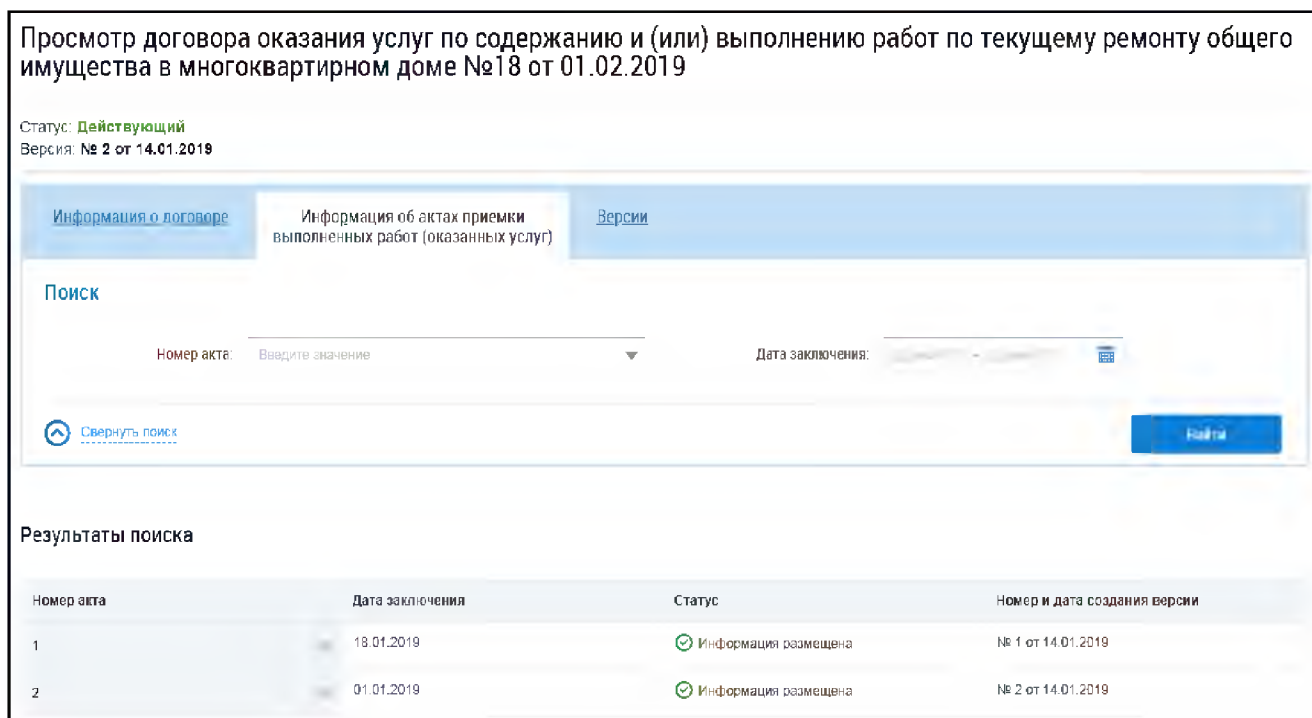 Просмотр договора оказания услуг по содержанию и (или) выполнению работ по текущему ремонту общего
имущества в многоквартирном доме №18 от 01.02.2019
Статус: Действующий
Версия: № 2 от 14.01.2019
Информация о договоре
Информация об актах приемки
выполненных работ (оказанных услуг)
Версии
Поиск
Номер акта: Введите значение
Дата заключения: -
Свернуть поиск
Найти
Результаты поиска
Номер акта Дата заключения Статус Номер и дата создания версии
1 18.01.2019 Информация размещена № 1 от 14.01.2019
2 01.01.2019 Информация размещена № 2 от 14.01.2019